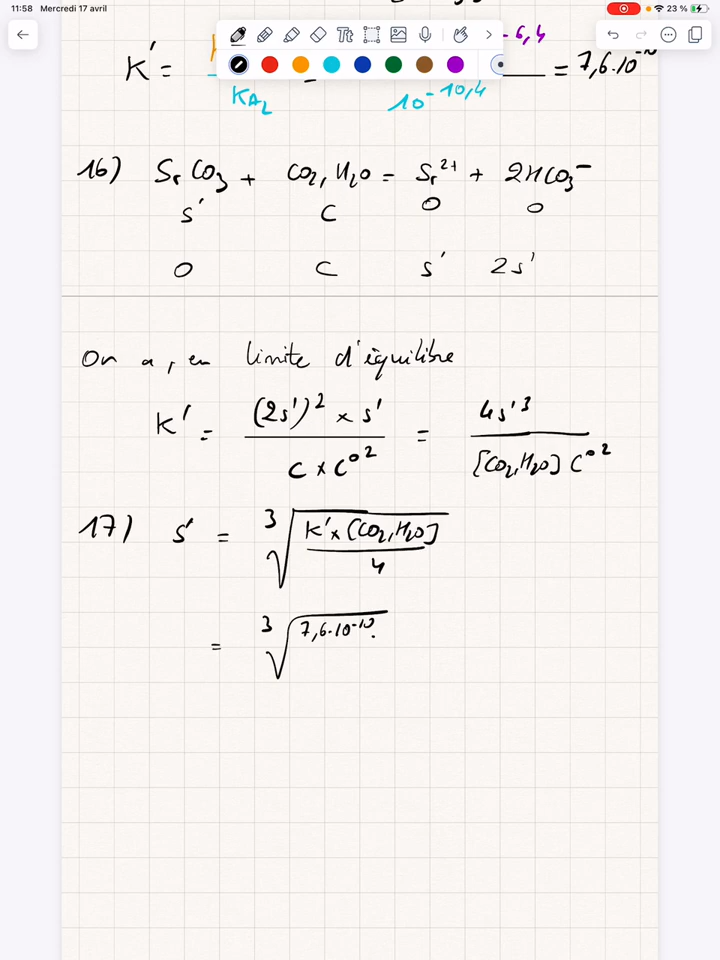 11:58 Mercredi 17 avril 23 %
K' = = = 7,6·10⁻¹⁰
-6,4
KA₂ 10^-10,4
16) SrCO₃ + CO₂,H₂O = Sr²⁺ + 2HCO₃⁻
s' C 0 0
0 C s' 2s'
On a, en limite d'équilibre
K' = (2s')² × s' / C × C°² = 4s'³ / [CO₂,H₂O] C°²
17) s' = ³√(K' × [CO₂,H₂O] / 4)
= ³√(7,6·10⁻¹⁰.